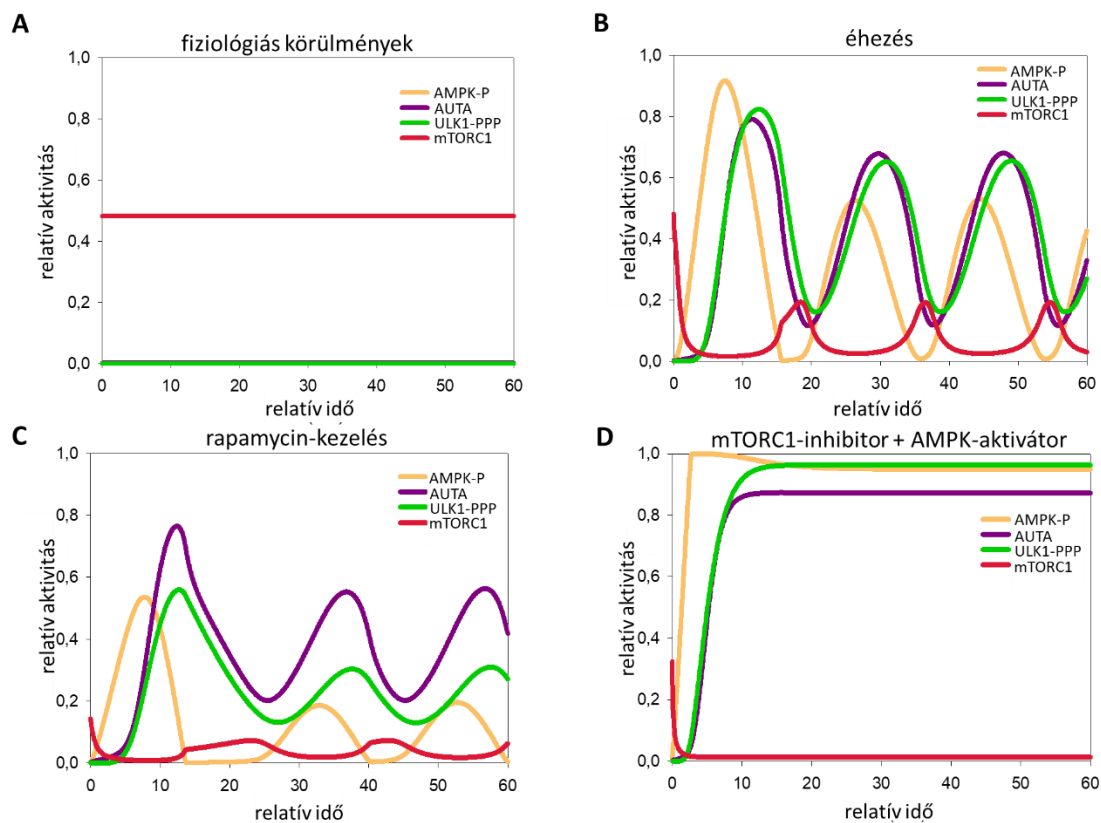 A
fiziológiás körülmények
1,0
0,8
0,6
0,4
0,2
0,0
relatív aktivitás
AMPK-P
AUTA
ULK1-PPP
mTORC1
0 10 20 30 40 50 60
relatív idő
B
éhezés
1,0
0,8
0,6
0,4
0,2
0,0
relatív aktivitás
AMPK-P
AUTA
ULK1-PPP
mTORC1
0 10 20 30 40 50 60
relatív idő
C
rapamycin-kezelés
1,0
0,8
0,6
0,4
0,2
0,0
relatív aktivitás
AMPK-P
AUTA
ULK1-PPP
mTORC1
0 10 20 30 40 50 60
relatív idő
D
mTORC1-inhibitor + AMPK-aktivátor
1,0
0,8
0,6
0,4
0,2
0,0
relatív aktivitás
AMPK-P
AUTA
ULK1-PPP
mTORC1
0 10 20 30 40 50 60
relatív idő